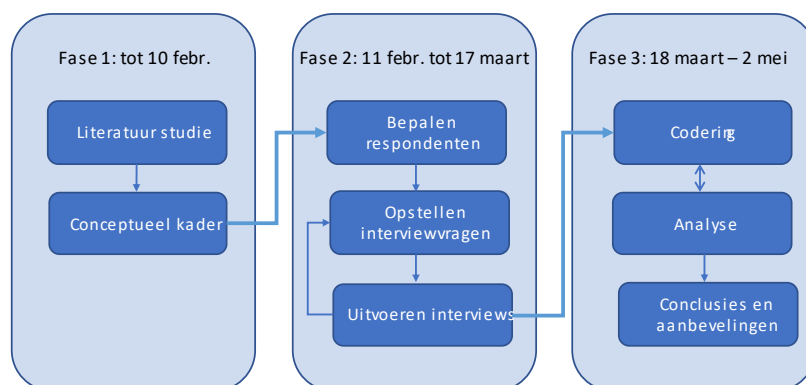 Fase 1: tot 10 febr.
Literatuur studie
Conceptueel kader
Fase 2: 11 febr. tot 17 maart
Bepalen
respondenten
Opstellen
interviewvragen
Uitvoeren interviews
Fase 3: 18 maart – 2 mei
Codering
Analyse
Conclusies en
aanbevelingen